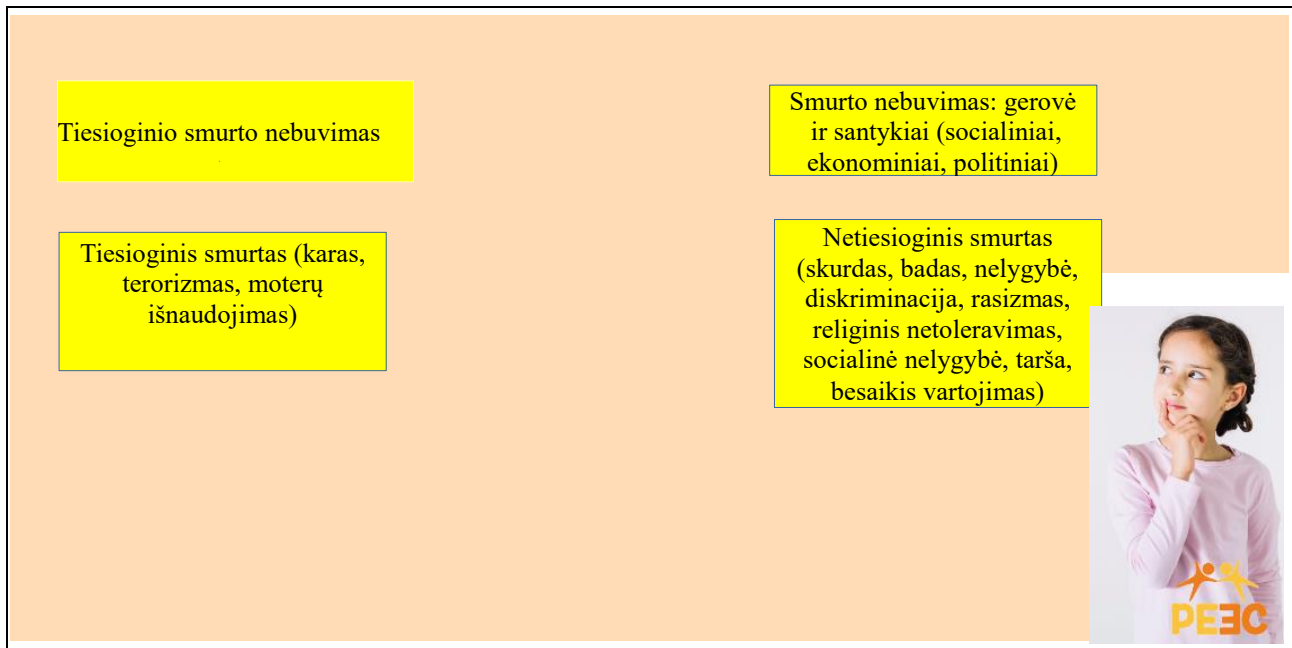 Tiesioginio smurto nebuvimas
Smurto nebuvimas: gerovė
ir santykiai (socialiniai,
ekonominiai, politiniai)
Tiesioginis smurtas (karas,
terorizmas, moterų
išnaudojimas)
Netiesioginis smurtas
(skurdas, badas, nelygybė,
diskriminacija, rasizmas,
religinis netoleravimas,
socialinė nelygybė, tarša,
besaikis vartojimas)
PEEC